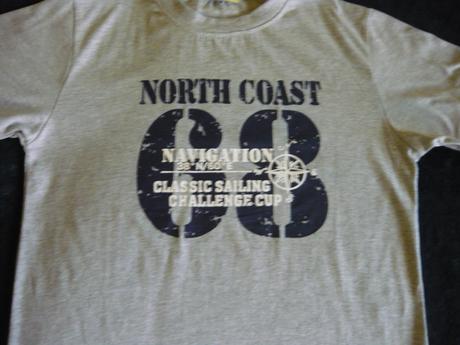 NORTH COAST
68
NAVIGATION
CLASSIC SAILING
CHALLENGE CUP